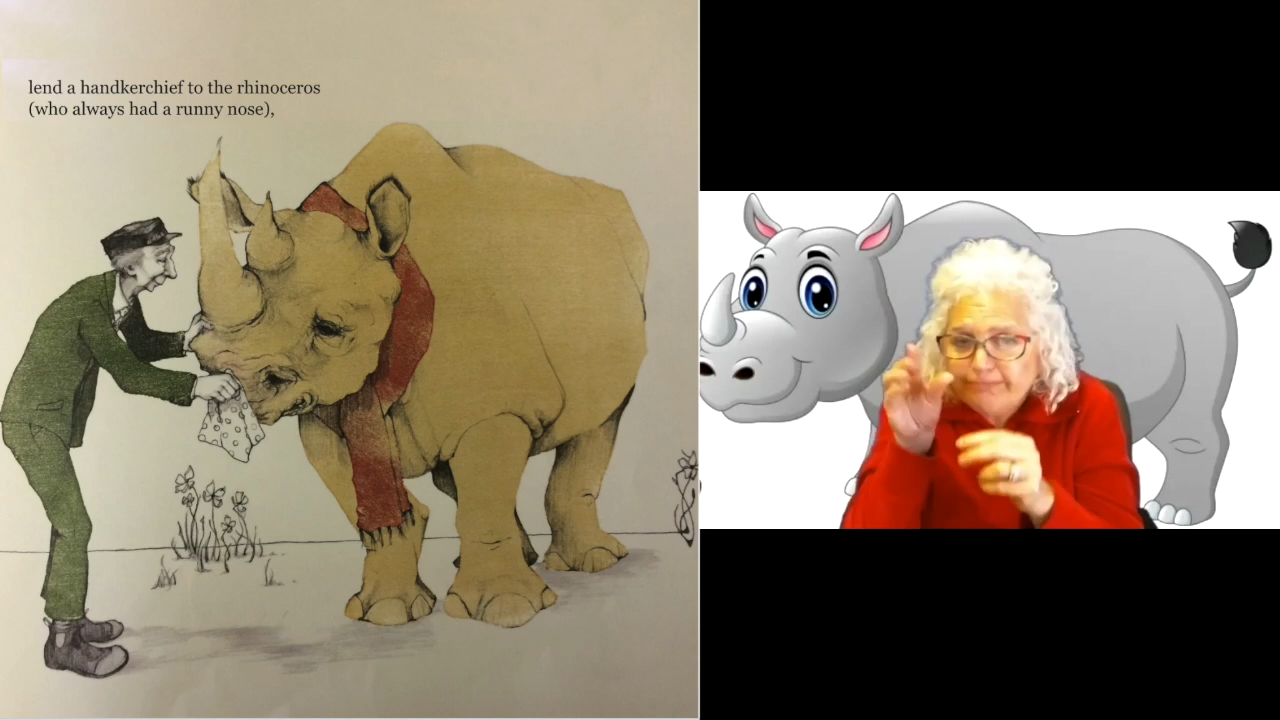 lend a handkerchief to the rhinoceros
(who always had a runny nose),